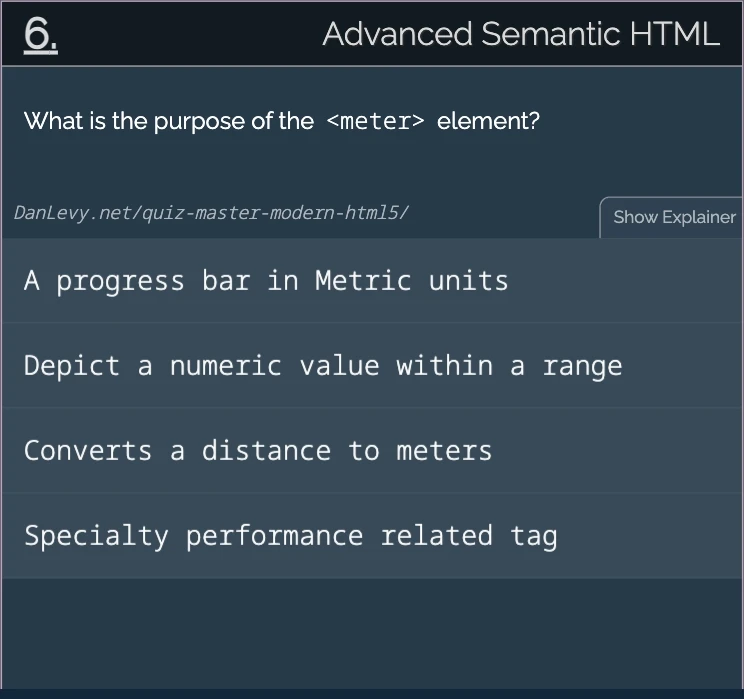 6.
Advanced Semantic HTML
What is the purpose of the <meter> element?
DanLevy.net/quiz-master-modern-html5/
Show Explainer
A progress bar in Metric units
Depict a numeric value within a range
Converts a distance to meters
Specialty performance related tag